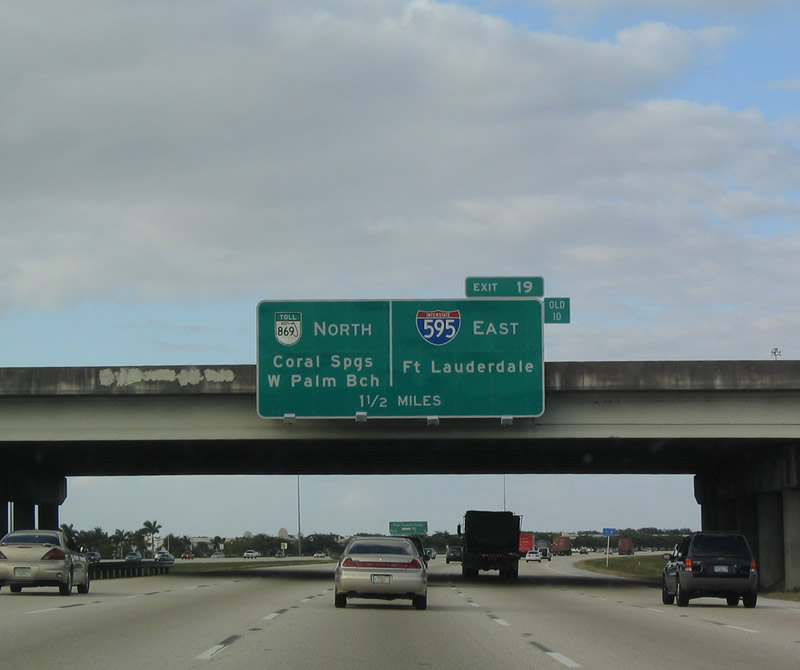 EXIT 19
OLD
10
TOLL
869
NORTH
Coral Spgs
W Palm Bch
INTERSTATE
595
EAST
Ft Lauderdale
1 1/2 MILES